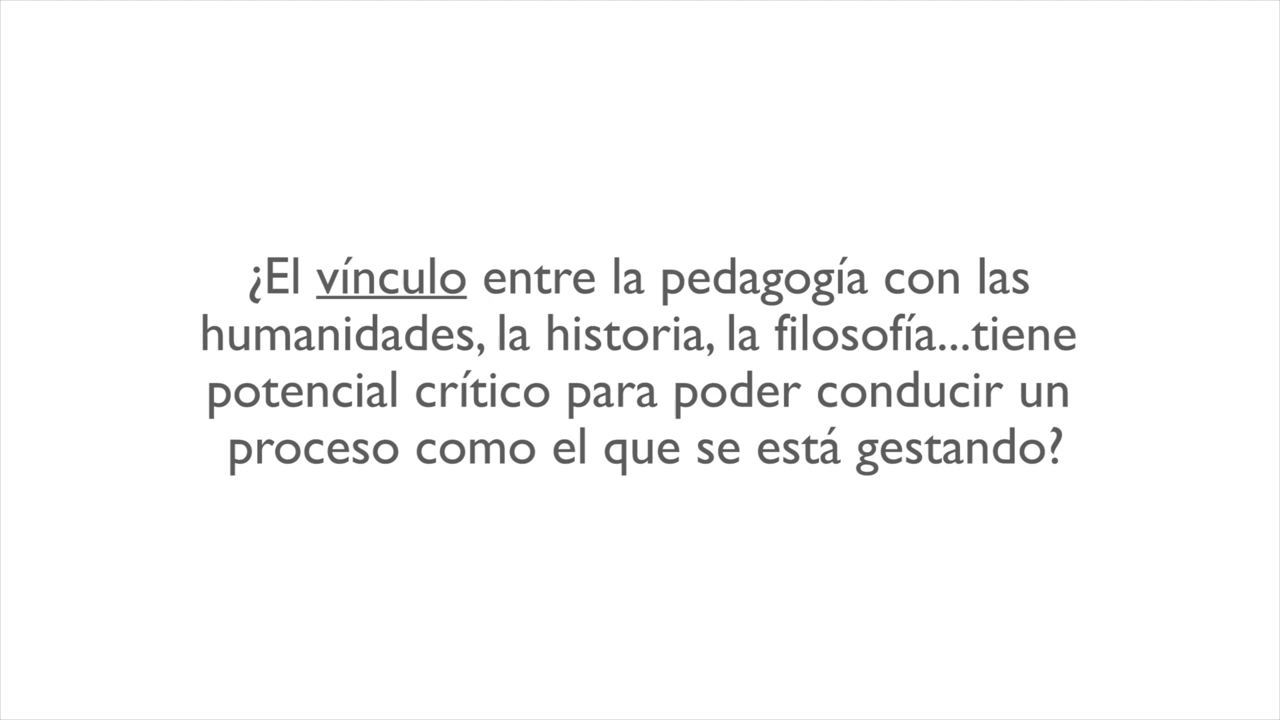 ¿El vínculo entre la pedagogía con las
humanidades, la historia, la filosofía...tiene
potencial crítico para poder conducir un
proceso como el que se está gestando?